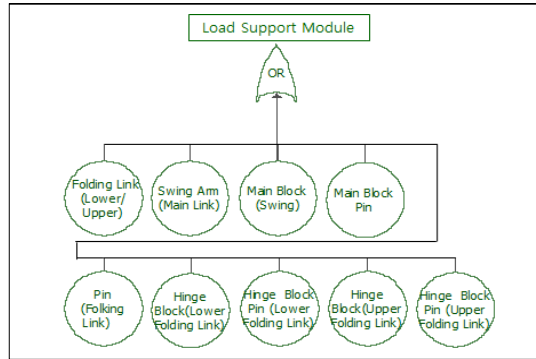 Load Support Module
OR
Folding Link
(Lower/
Upper)
Swing Arm
(Main Link)
Main Block
(Swing)
Main Block
Pin
Pin
(Folking
Link)
Hinge
Block(Lower
Folding Link)
Hinge Block
Pin (Lower
Folding Link)
Hinge
Block(Upper
Folding Link)
Hinge Block
Pin (Upper
Folding Link)